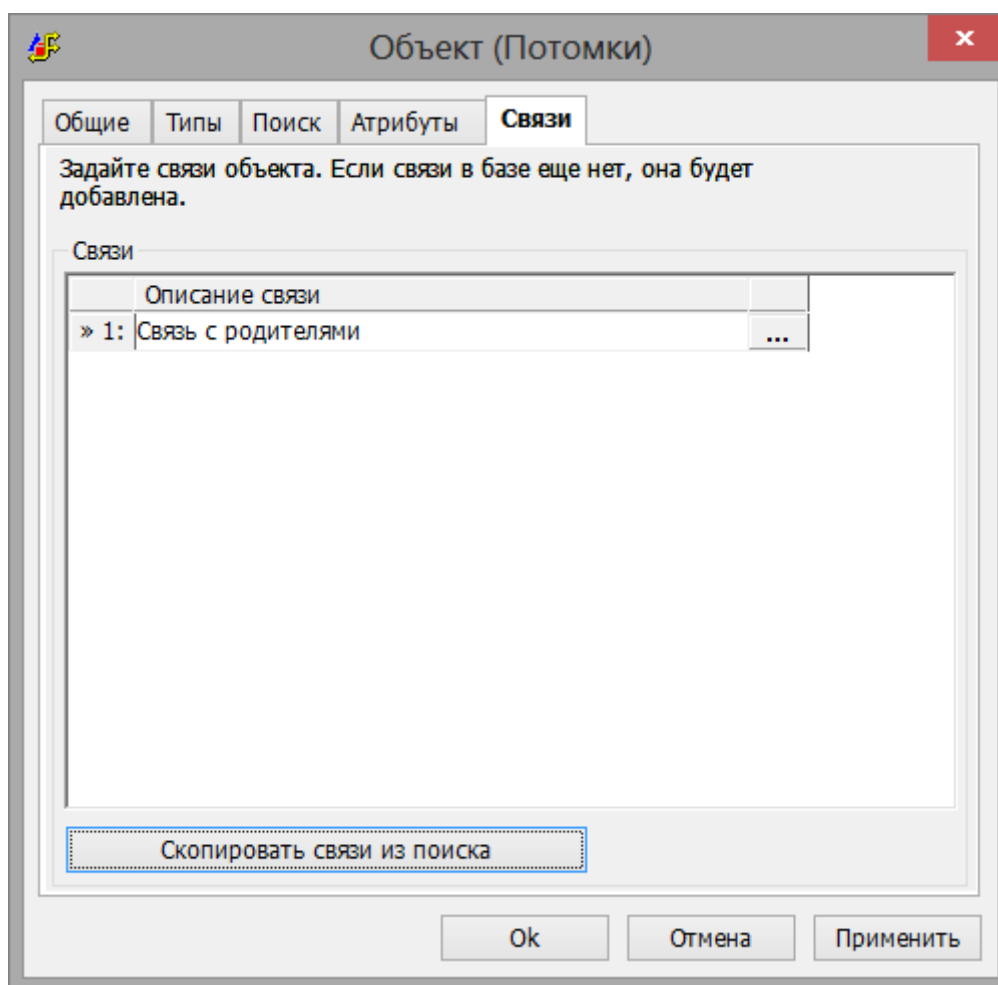 Объект (Потомки)
Общие Типы Поиск Атрибуты Связи
Задайте связи объекта. Если связи в базе еще нет, она будет
добавлена.
Связи
Описание связи
» 1: Связь с родителями ...
Скопировать связи из поиска
Ok Отмена Применить